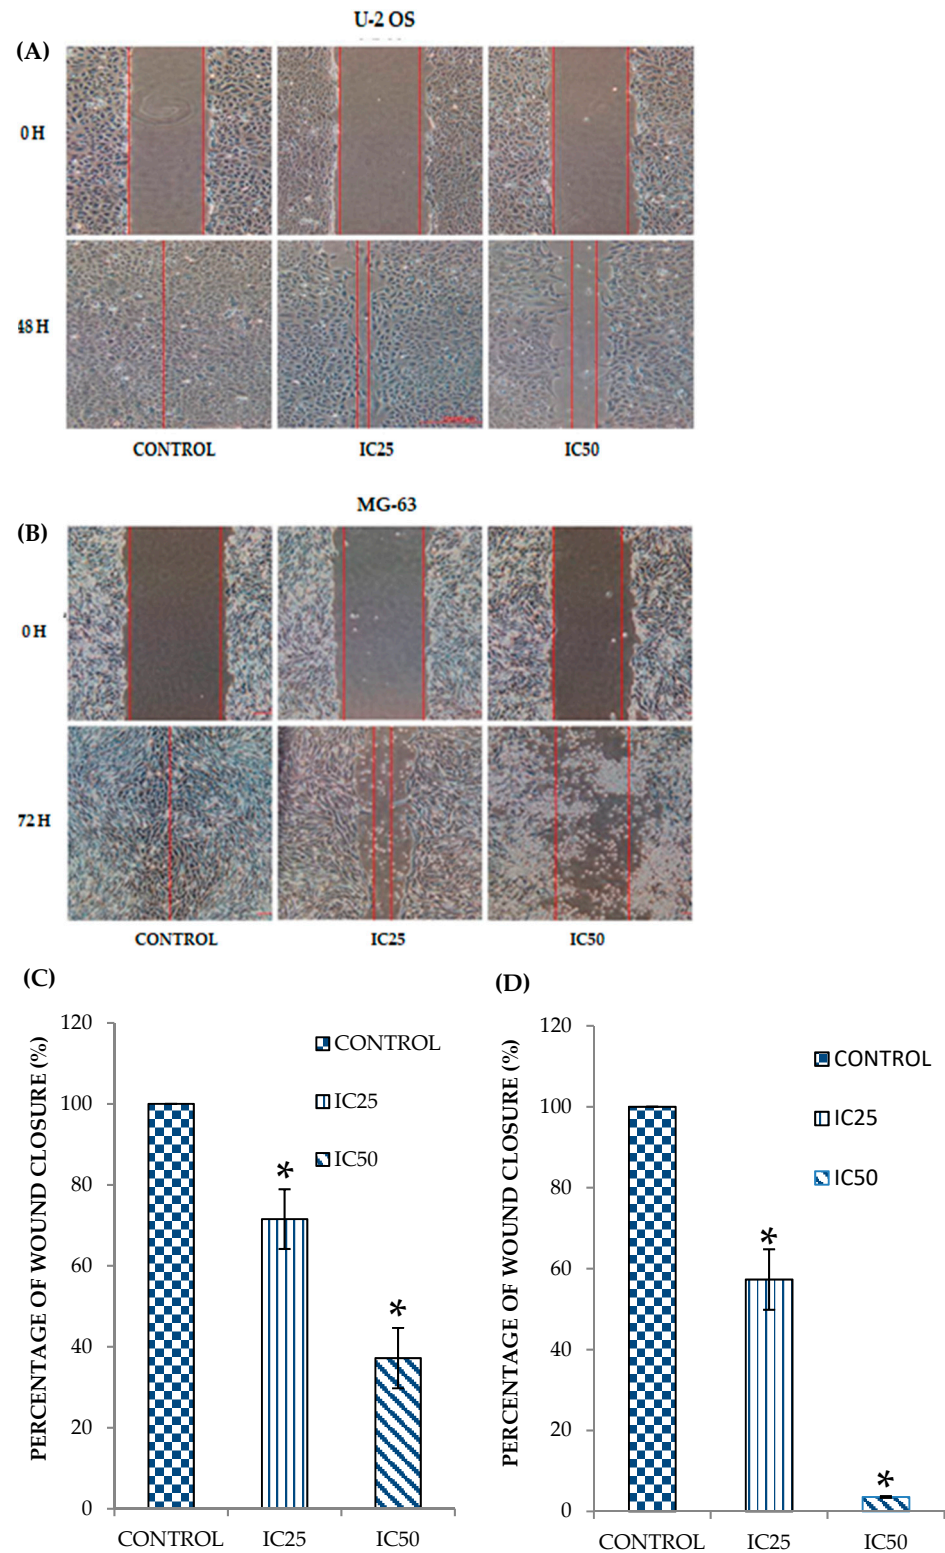 U-2 OS
(A)
0 H
48 H
CONTROL IC25 IC50
MG-63
(B)
0 H
72 H
CONTROL IC25 IC50
(C)
PERCENTAGE OF WOUND CLOSURE (%)
120
100
80
60
40
20
0
CONTROL
IC25
IC50
*
*
CONTROL IC25 IC50
(D)
PERCENTAGE OF WOUND CLOSURE (%)
120
100
80
60
40
20
0
CONTROL
IC25
IC50
*
*
CONTROL IC25 IC50